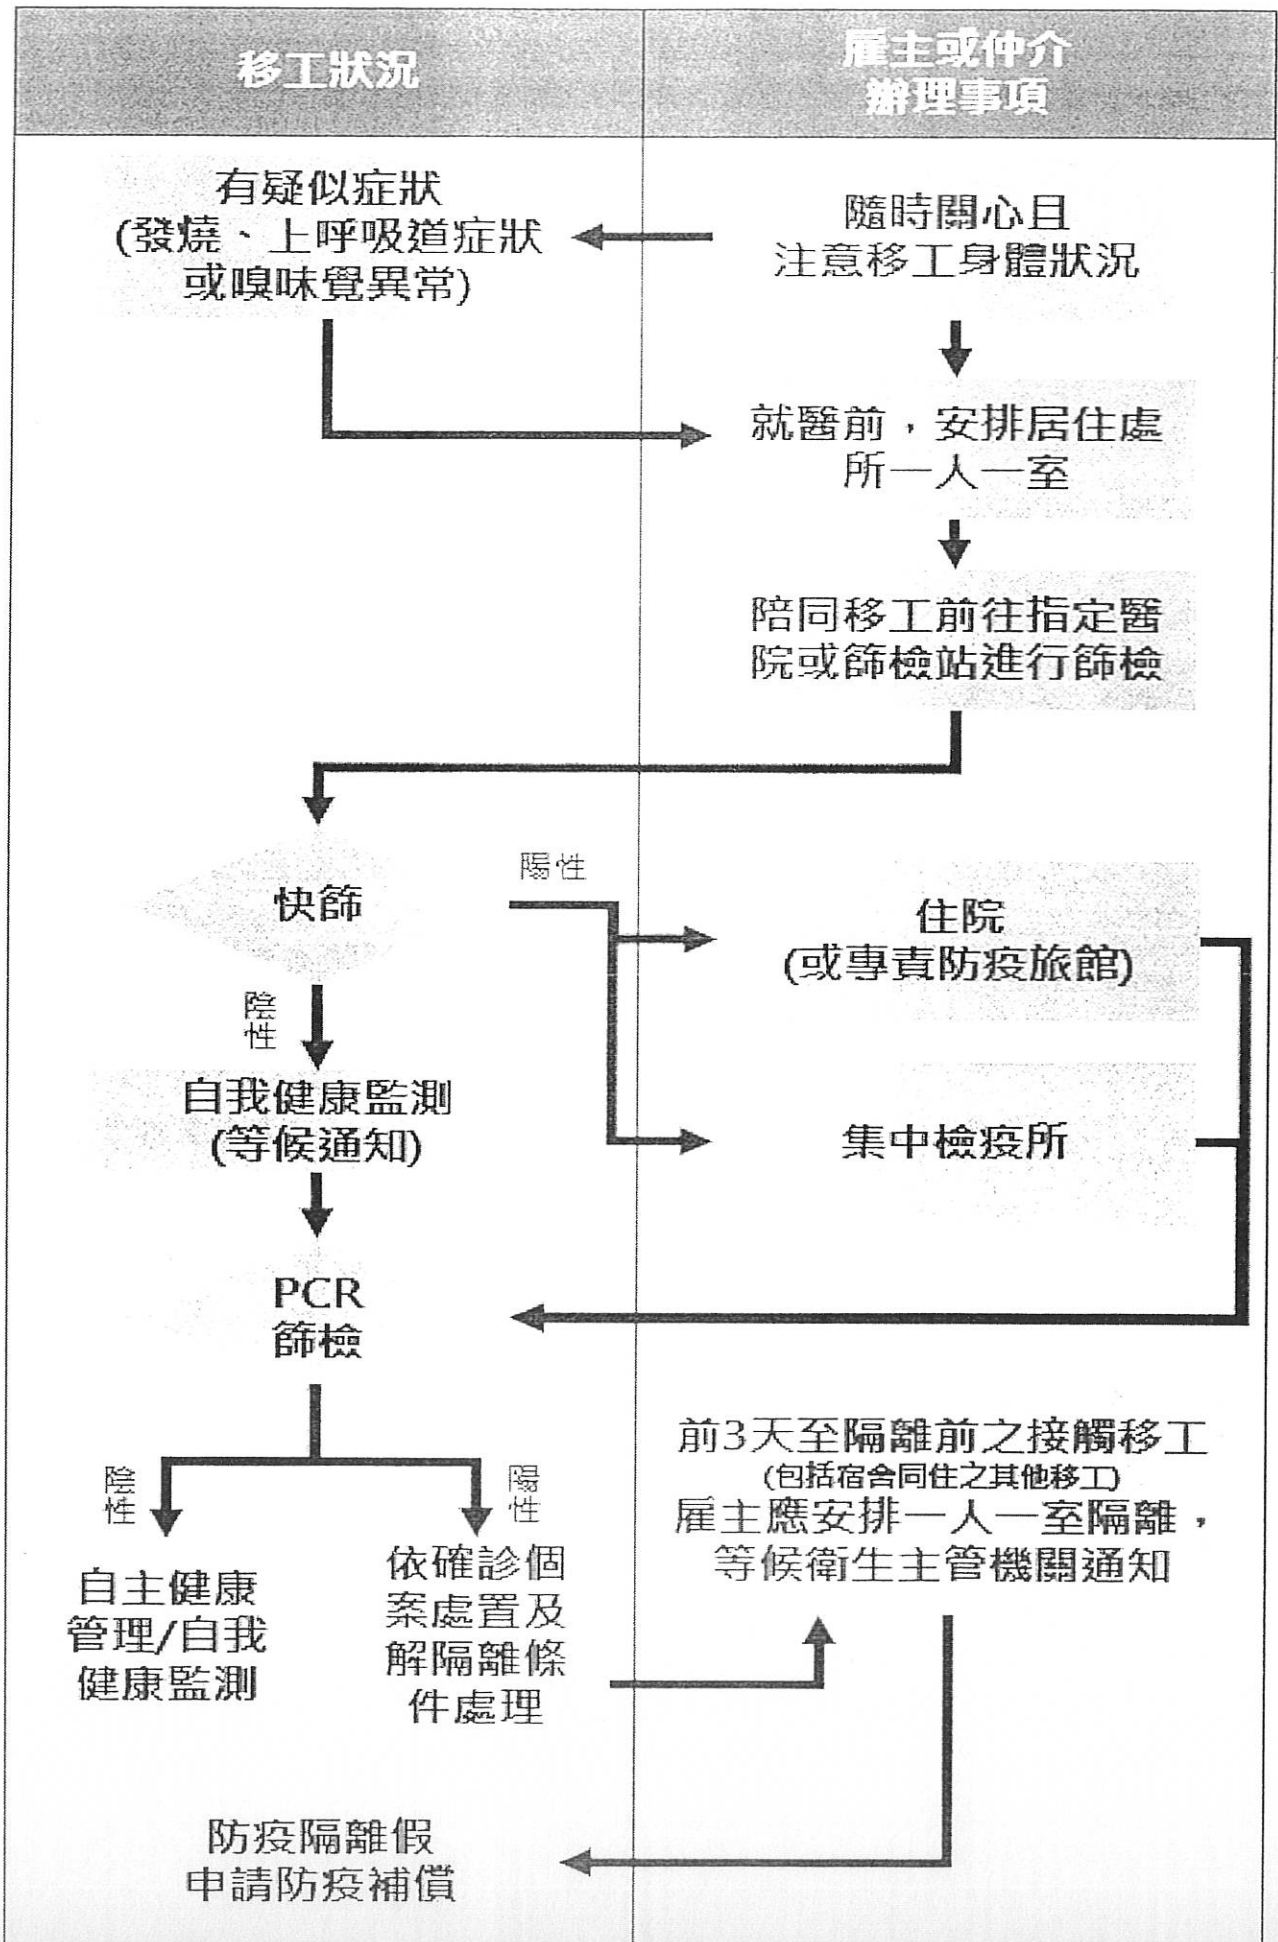 移工狀況
雇主或仲介
辦理事項
有疑似症狀
(發燒、上呼吸道症狀
或嗅味覺異常)
隨時關心且
注意移工身體狀況
就醫前，安排居住處
所一人一室
陪同移工前往指定醫
院或篩檢站進行篩檢
快篩
陽性
住院
(或專責防疫旅館)
陰性
自我健康監測
(等候通知)
集中檢疫所
PCR
篩檢
陰性
陽性
前3天至隔離前之接觸移工
(包括宿舍同住之其他移工)
雇主應安排一人一室隔離，
等候衛生主管機關通知
自主健康
管理/自我
健康監測
依確診個
案處置及
解隔離條
件處理
防疫隔離假
申請防疫補償